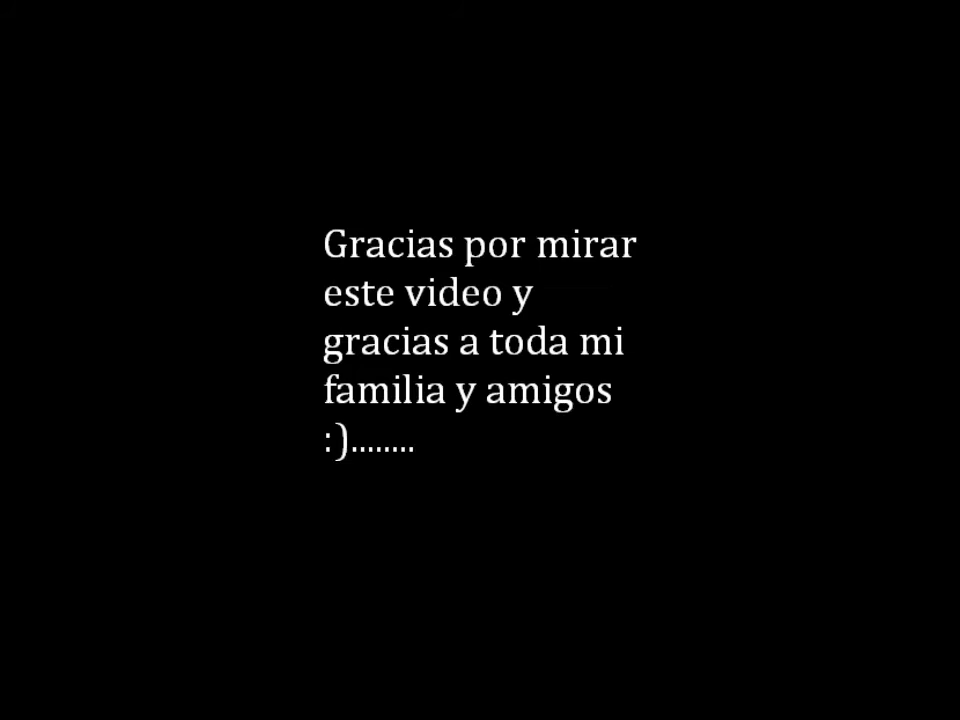 Gracias por mirar
este video y
gracias a toda mi
familia y amigos
:)........